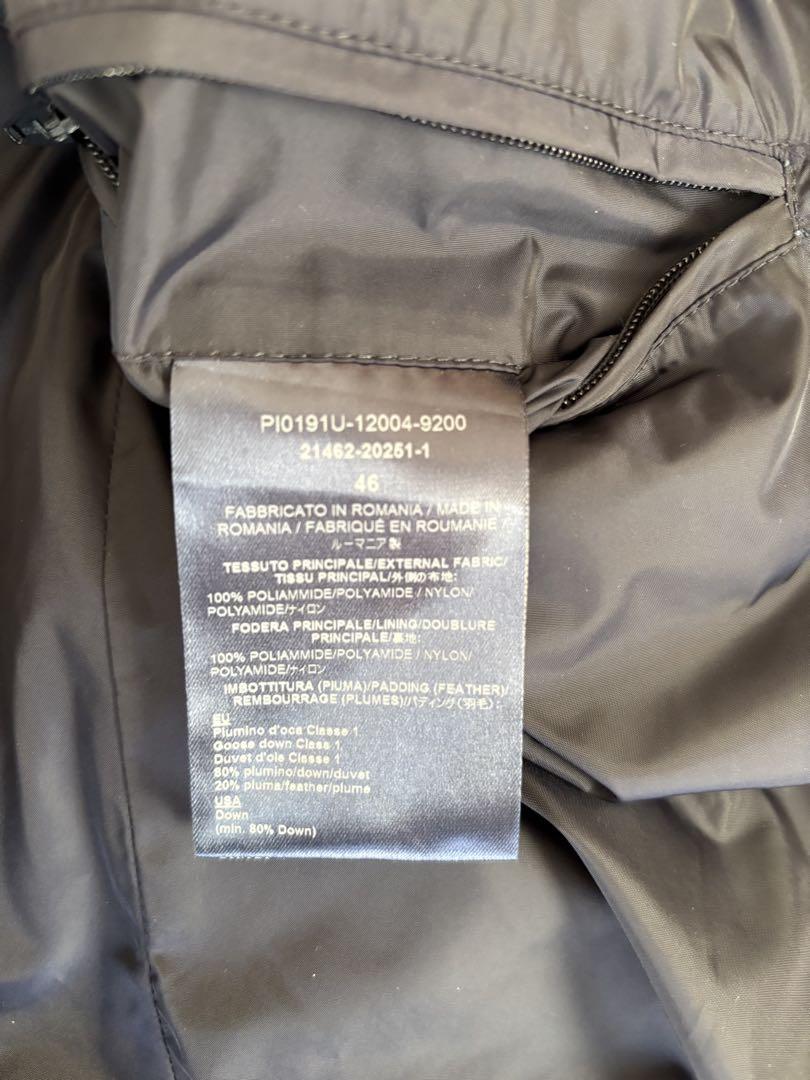 PI0191U-12004-9200
21462-20251-1
46
FABBRICATO IN ROMANIA / MADE IN
ROMANIA / FABRIQUÉ EN ROUMANIE /
ルーマニア製
TESSUTO PRINCIPALE/EXTERNAL FABRIC/
TISSU PRINCIPAL/外側の布地:
100% POLIAMMIDE/POLYAMIDE / NYLON/
POLYAMIDE/ナイロン
FODERA PRINCIPALE/LINING/DOUBLURE
PRINCIPALE/裏地:
100% POLIAMMIDE/POLYAMIDE / NYLON/
POLYAMIDE/ナイロン
IMBOTTITURA (PIUMA)/PADDING (FEATHER)/
REMBOURRAGE (PLUMES)/パディング(羽毛):
EU
Piumino d'oca Classe 1
Goose down Class 1
Duvet d'oie Classe 1
80% piumino/down/duvet
20% piuma/feather/plume
USA
Down
(min. 80% Down)